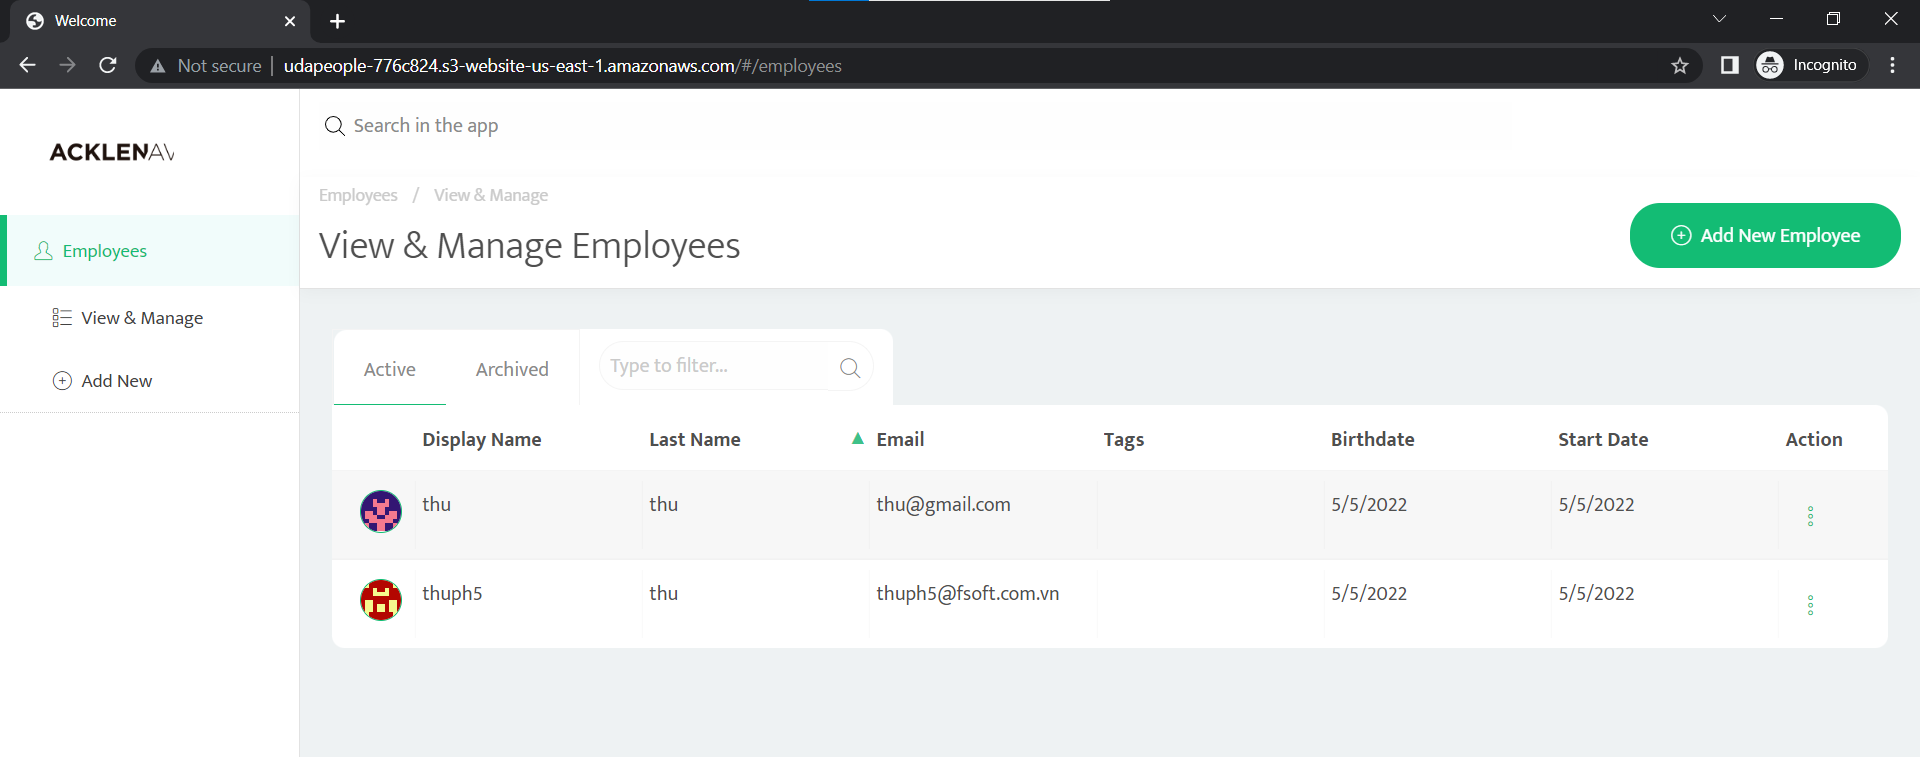 Welcome
Not secure | udapeople-776c824.s3-website-us-east-1.amazonaws.com/#/employees
Incognito
ACKLENAV
Search in the app
Employees / View & Manage
View & Manage Employees
Add New Employee
Employees
View & Manage
Add New
Active Archived Type to filter...
Display Name Last Name Email Tags Birthdate Start Date Action
thu thu thu@gmail.com 5/5/2022 5/5/2022
thuph5 thu thuph5@fsoft.com.vn 5/5/2022 5/5/2022